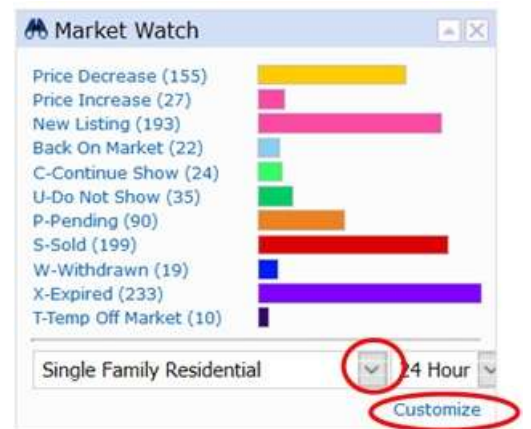 Market Watch
Price Decrease (155)
Price Increase (27)
New Listing (193)
Back On Market (22)
C-Continue Show (24)
U-Do Not Show (35)
P-Pending (90)
S-Sold (199)
W-Withdrawn (19)
X-Expired (233)
T-Temp Off Market (10)
Single Family Residential 24 Hour
Customize